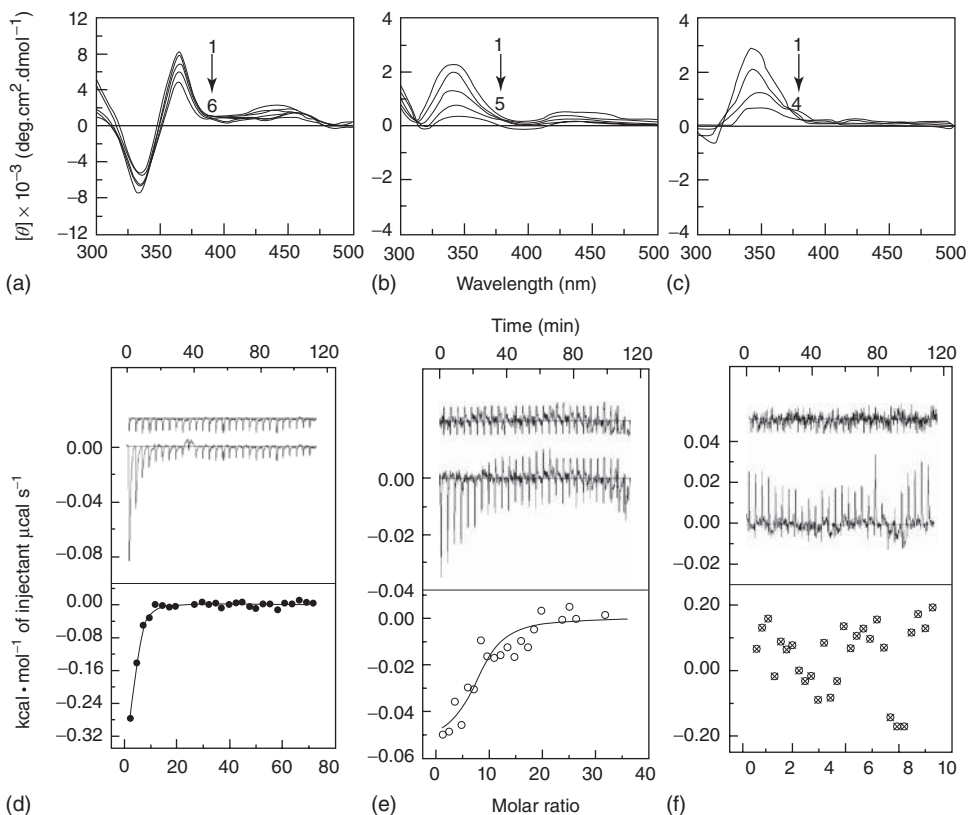 12
8
4
0
−4
−8
−12
300 350 400 450 500
1
6
(a)
[θ] × 10⁻³ (deg.cm².dmol⁻¹)
4
2
0
−2
−4
300 350 400 450 500
1
5
(b)
Wavelength (nm)
4
2
0
−2
−4
300 350 400 450 500
1
4
(c)
Time (min)
0 40 80 120
0.00
−0.04
−0.08
0.00
−0.08
−0.16
−0.24
−0.32
0 20 40 60 80
(d)
kcal • mol⁻¹ of injectant μcal s⁻¹
0 20 40 60 80 100 120
0.00
−0.02
−0.04
0.00
−0.02
−0.04
−0.06
0 10 20 30 40
(e)
Molar ratio
0 20 40 60 80 100 120
0.04
0.02
0.00
−0.02
0.20
0.00
−0.20
0 2 4 6 8 10
(f)